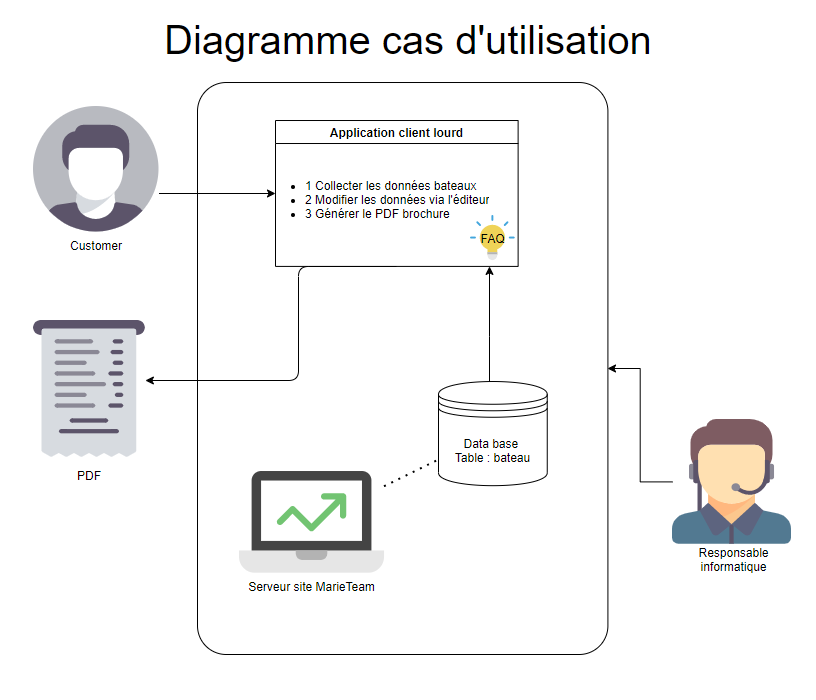 Diagramme cas d'utilisation
Application client lourd
1 Collecter les données bateaux
2 Modifier les données via l'éditeur
3 Générer le PDF brochure
FAQ
Customer
PDF
Data base
Table : bateau
Serveur site MarieTeam
Responsable
informatique